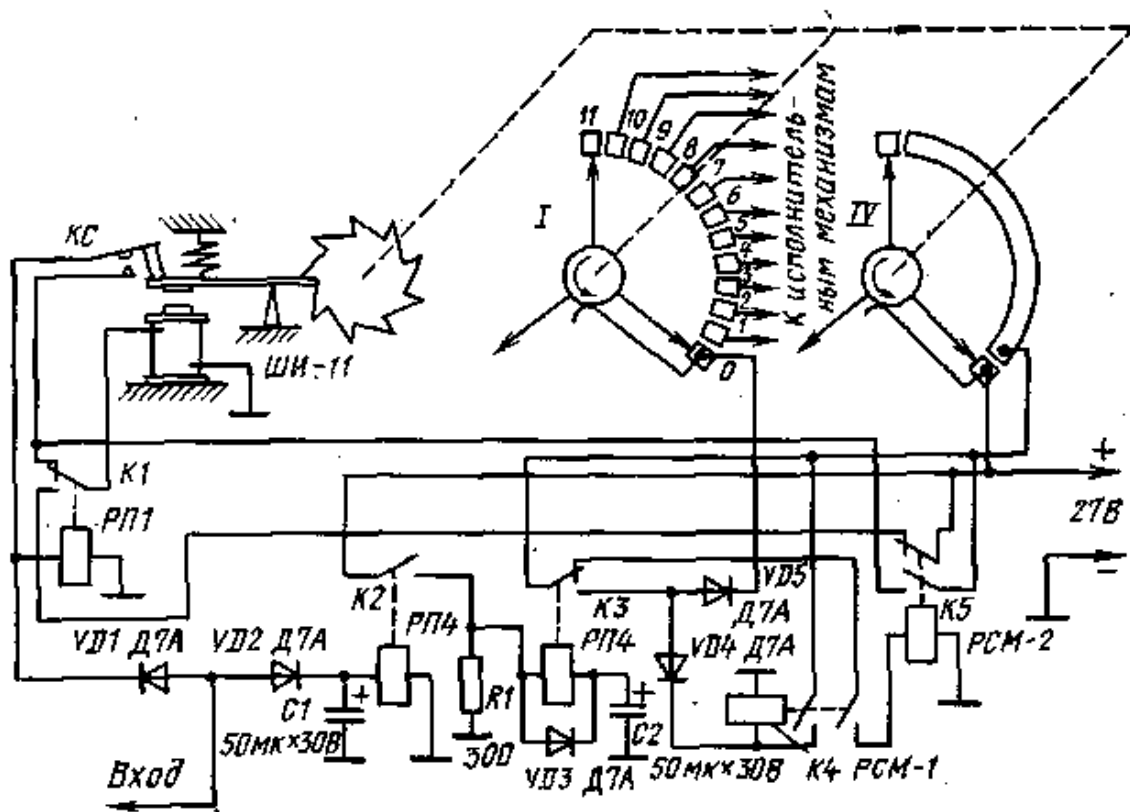 КС
ШИ-11
I
11
10
9
8
7
6
5
4
3
2
1
0
К исполнитель-
ным механизмам
IV
К1
РП1
К2
РП4
К3
РП4
VD5
Д7А
VD4 Д7А
К5
РСМ-2
+
27В
−
VD1 Д7А
VD2 Д7А
С1
+
50мк×30В
R1
300
VD3 Д7А
+
С2
50мк×30В
К4 РСМ-1
Вход